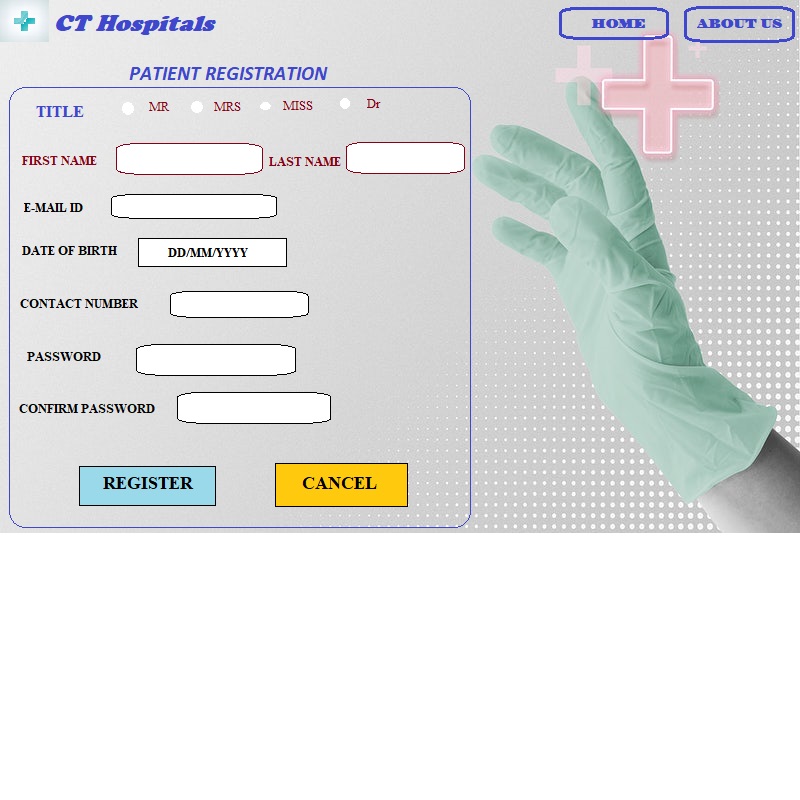 CT Hospitals
HOME
ABOUT US
PATIENT REGISTRATION
TITLE MR MRS MISS Dr
FIRST NAME LAST NAME
E-MAIL ID
DATE OF BIRTH DD/MM/YYYY
CONTACT NUMBER
PASSWORD
CONFIRM PASSWORD
REGISTER CANCEL